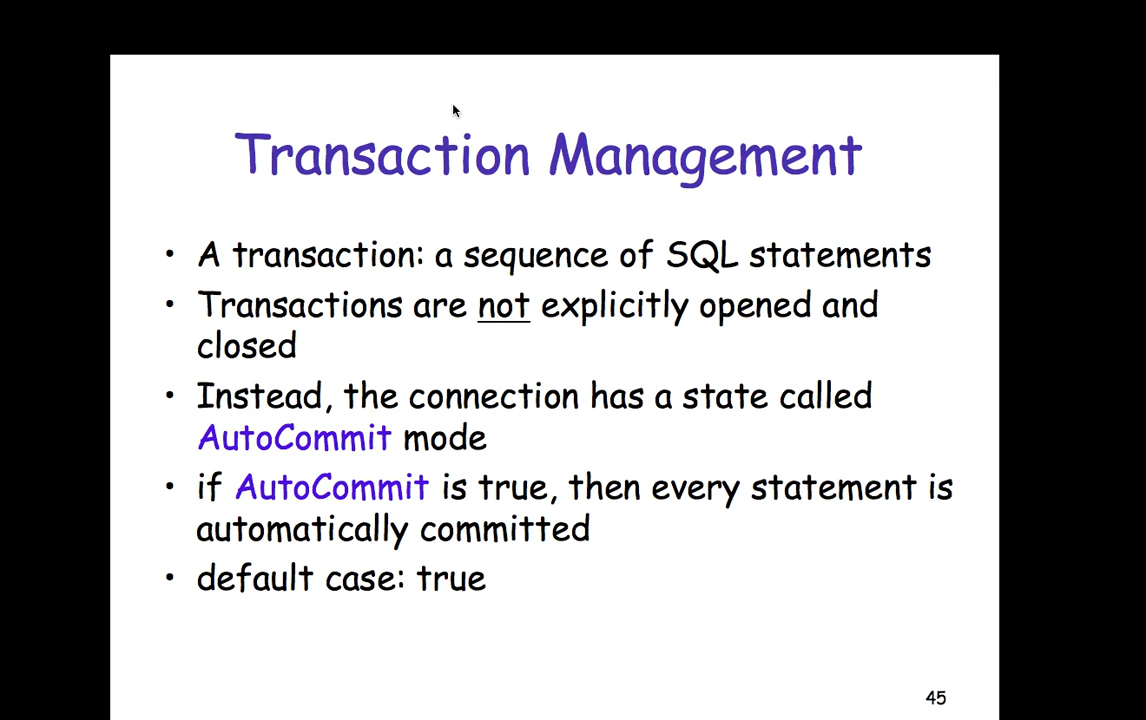 Transaction Management
• A transaction: a sequence of SQL statements
• Transactions are not explicitly opened and
closed
• Instead, the connection has a state called
AutoCommit mode
• if AutoCommit is true, then every statement is
automatically committed
• default case: true
45